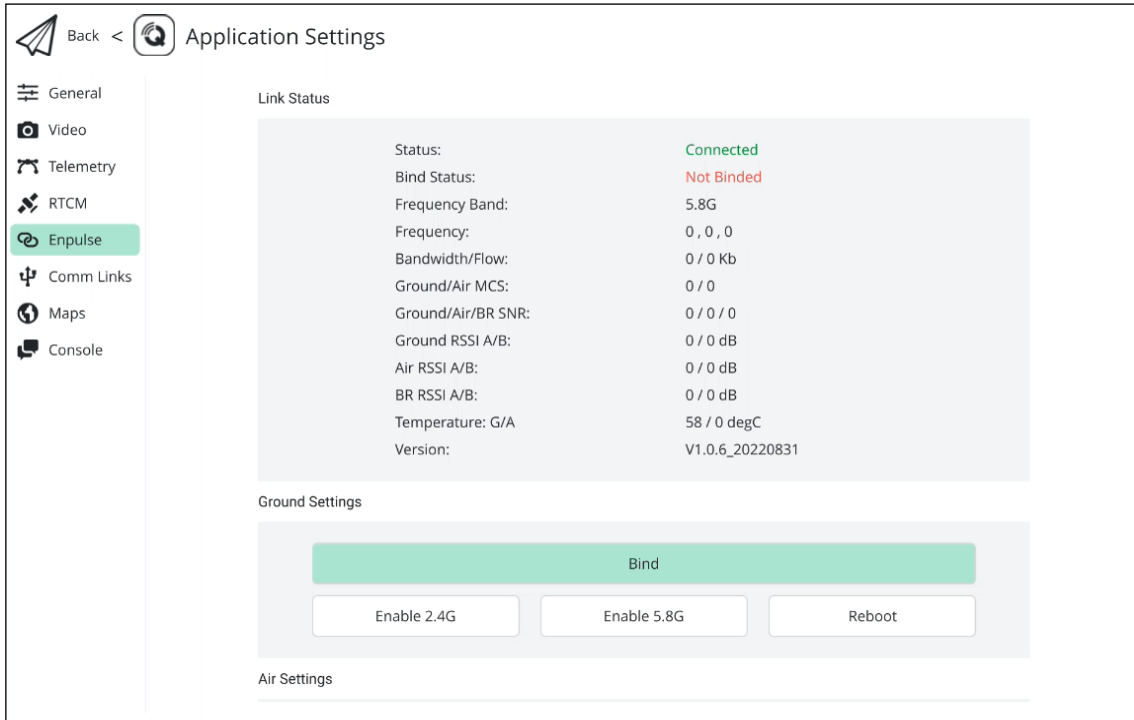 Back < Application Settings
General
Video
Telemetry
RTCM
Enpulse
Comm Links
Maps
Console
Link Status
Status: Connected
Bind Status: Not Binded
Frequency Band: 5.8G
Frequency: 0 , 0 , 0
Bandwidth/Flow: 0 / 0 Kb
Ground/Air MCS: 0 / 0
Ground/Air/BR SNR: 0 / 0 / 0
Ground RSSI A/B: 0 / 0 dB
Air RSSI A/B: 0 / 0 dB
BR RSSI A/B: 0 / 0 dB
Temperature: G/A 58 / 0 degC
Version: V1.0.6_20220831
Ground Settings
Bind
Enable 2.4G Enable 5.8G Reboot
Air Settings